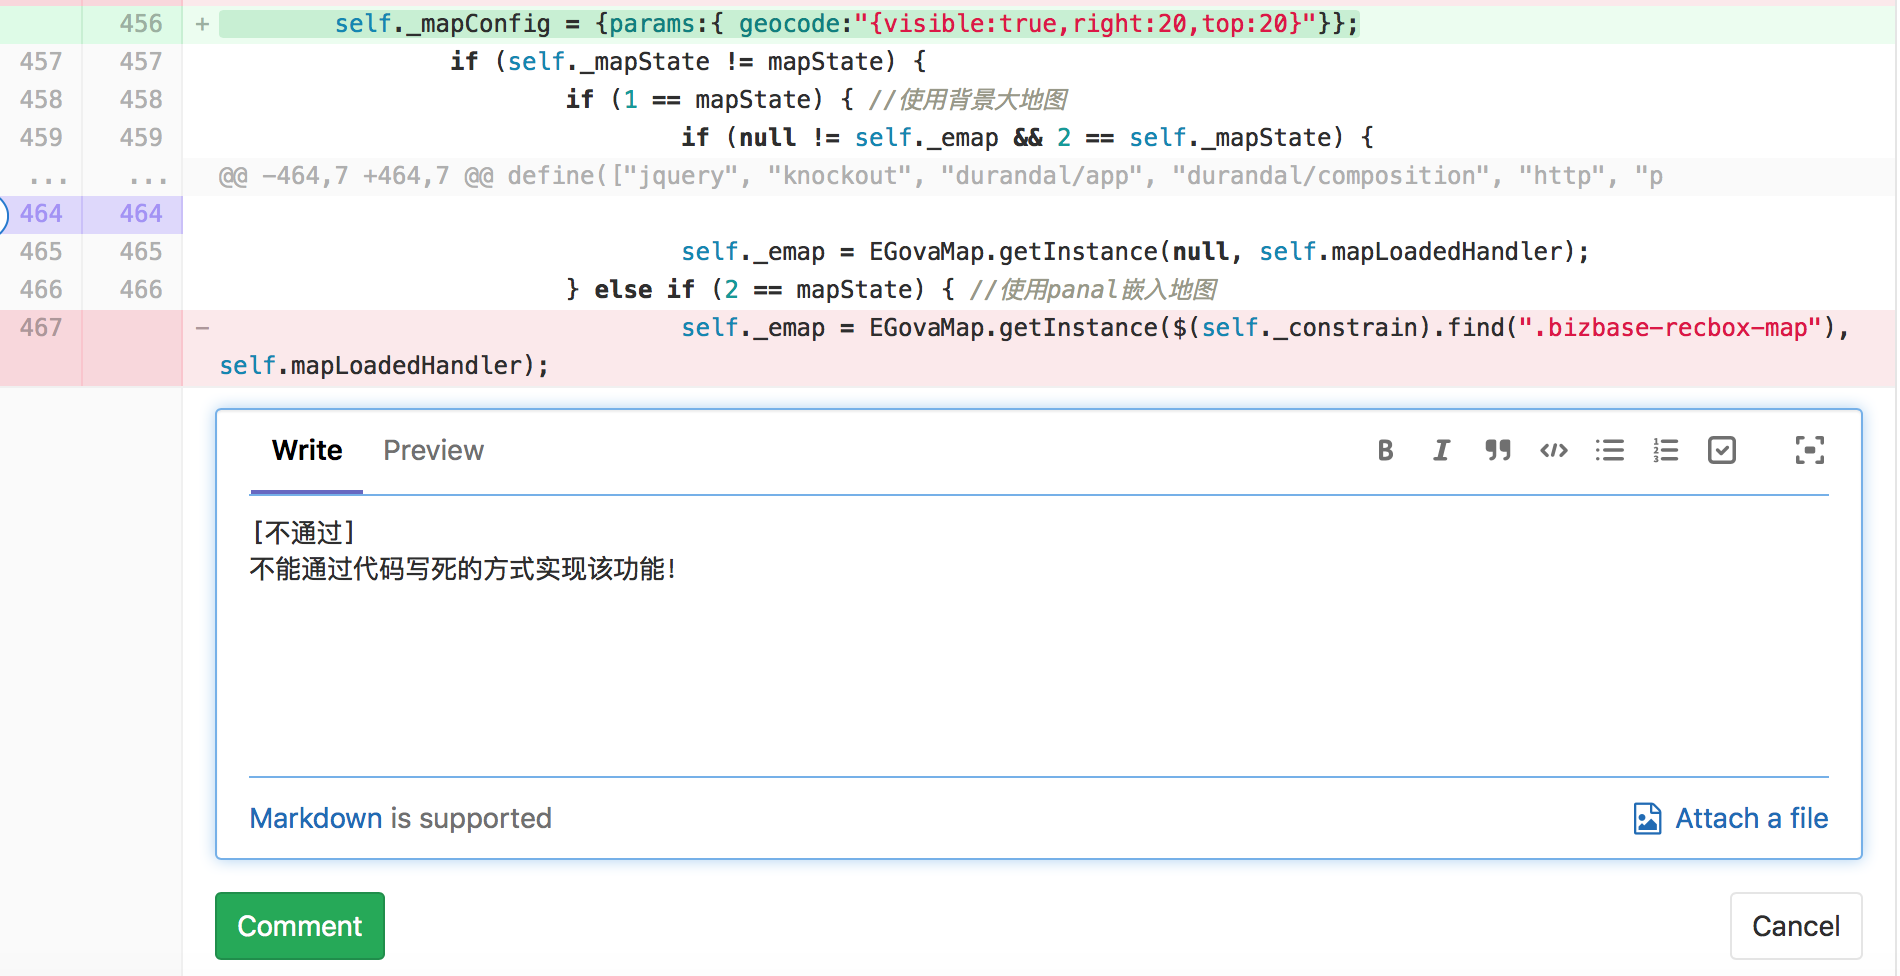 456 + self._mapConfig = {params:{ geocode:"{visible:true,right:20,top:20}"}};
457 457 if (self._mapState != mapState) {
458 458 if (1 == mapState) { //使用背景大地图
459 459 if (null != self._emap && 2 == self._mapState) {
... ... @@ -464,7 +464,7 @@ define(["jquery", "knockout", "durandal/app", "durandal/composition", "http", "p
464 464
465 465 self._emap = EGovaMap.getInstance(null, self.mapLoadedHandler);
466 466 } else if (2 == mapState) { //使用panal嵌入地图
467 - self._emap = EGovaMap.getInstance($(self._constrain).find(".bizbase-recbox-map"),
self.mapLoadedHandler);
Write Preview
[不通过]
不能通过代码写死的方式实现该功能!
Markdown is supported Attach a file
Comment Cancel